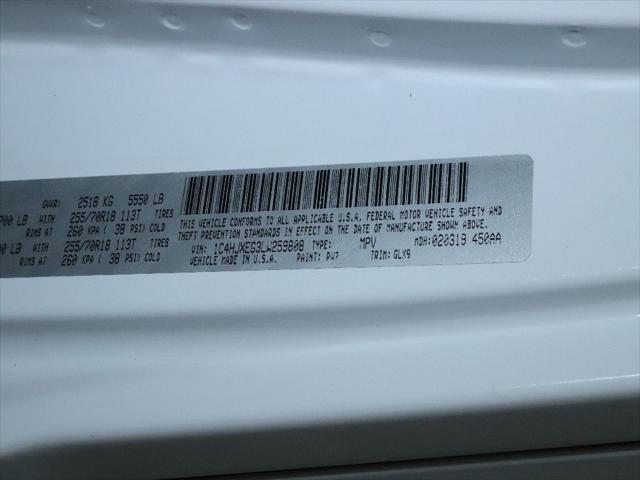 GVWR: 2518 KG 5550 LB
700 LB WITH 255/70R18 113T TIRES
RIMS AT 260 KPA ( 38 PSI) COLD
00 LB WITH 255/70R18 113T TIRES
RIMS AT 260 KPA ( 38 PSI) COLD
THIS VEHICLE CONFORMS TO ALL APPLICABLE U.S.A. FEDERAL MOTOR VEHICLE SAFETY AND
THEFT PREVENTION STANDARDS IN EFFECT ON THE DATE OF MANUFACTURE SHOWN ABOVE.
VIN: 1C4HJXEG3LW259808 TYPE: MPV MDH:020319 450AA
VEHICLE MADE IN U.S.A. PAINT: PW7 TRIM: GLX9